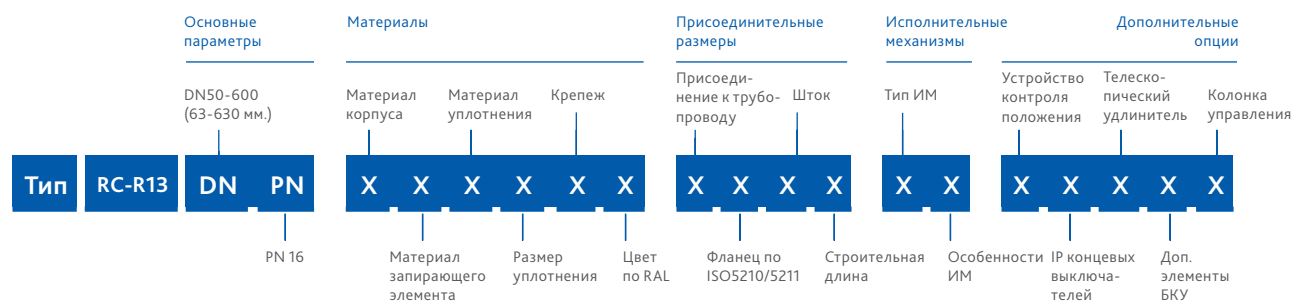 Основные
параметры
Материалы
Присоединительные
размеры
Исполнительные
механизмы
Дополнительные
опции
DN50-600
(63-630 мм.)
Материал
корпуса
Материал
уплотнения
Крепеж
Присоеди-
нение к трубо-
проводу
Шток
Тип ИМ
Устройство
контроля
положения
Телеско-
пический
удлинитель
Колонка
управления
Тип RC-R13 DN PN X X X X X X X X X X X X X X X X X
PN 16
Материал
запирающего
элемента
Размер
уплотнения
Цвет
по RAL
Фланец по
ISO5210/5211
Строительная
длина
Особенности
ИМ
IP концевых
выключа-
телей
Доп.
элементы
БКУ